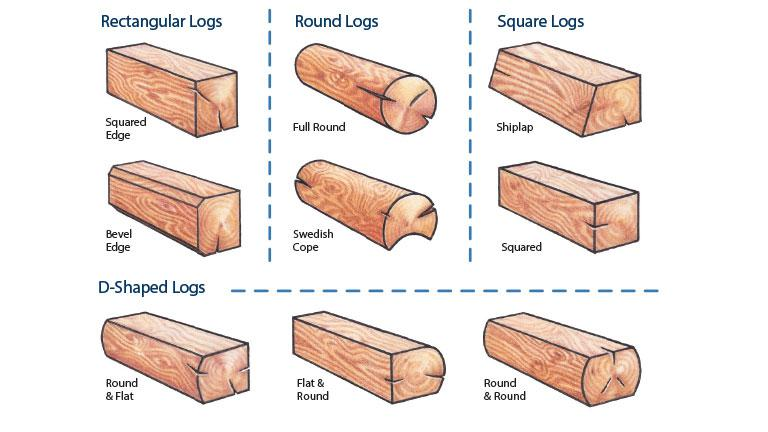 Rectangular Logs
Round Logs
Square Logs
Squared
Edge
Full Round
Shiplap
Bevel
Edge
Swedish
Cope
Squared
D-Shaped Logs
Round
& Flat
Flat &
Round
Round
& Round